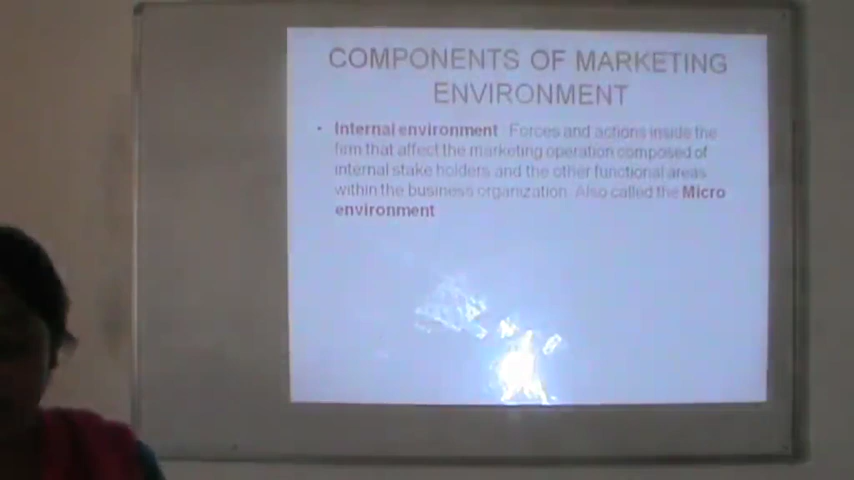 COMPONENTS OF MARKETING
ENVIRONMENT
• Internal environment Forces and actions inside the
firm that affect the marketing operation composed of
internal stake holders and the other functional areas
within the business organization. Also called the Micro
environment